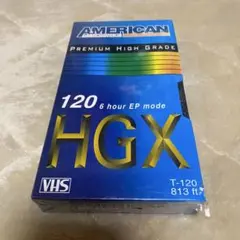 AMERICAN
PREMIUM HIGH GRADE
120 6 hour EP mode
HGX
VHS
T-120
813 ft.